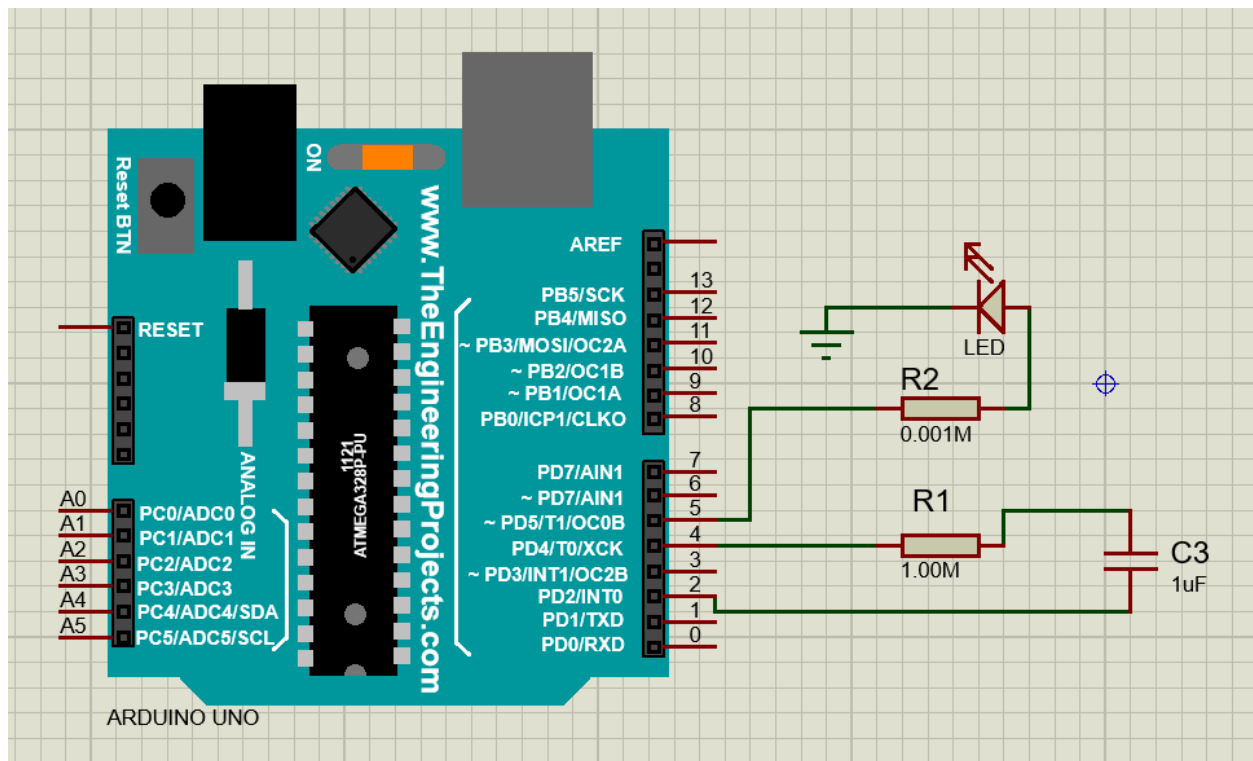 ON
Reset BTN
www.TheEngineeringProjects.com
AREF
PB5/SCK 13
PB4/MISO 12
~ PB3/MOSI/OC2A 11
~ PB2/OC1B 10
~ PB1/OC1A 9
PB0/ICP1/CLKO 8
RESET
ANALOG IN
1121
ATMEGA328P-PU
PD7/AIN1 7
~ PD7/AIN1 6
~ PD5/T1/OC0B 5
PD4/T0/XCK 4
~ PD3/INT1/OC2B 3
PD2/INT0 2
PD1/TXD 1
PD0/RXD 0
A0 PC0/ADC0
A1 PC1/ADC1
A2 PC2/ADC2
A3 PC3/ADC3
A4 PC4/ADC4/SDA
A5 PC5/ADC5/SCL
ARDUINO UNO
LED
R2
0.001M
R1
1.00M
C3
1uF